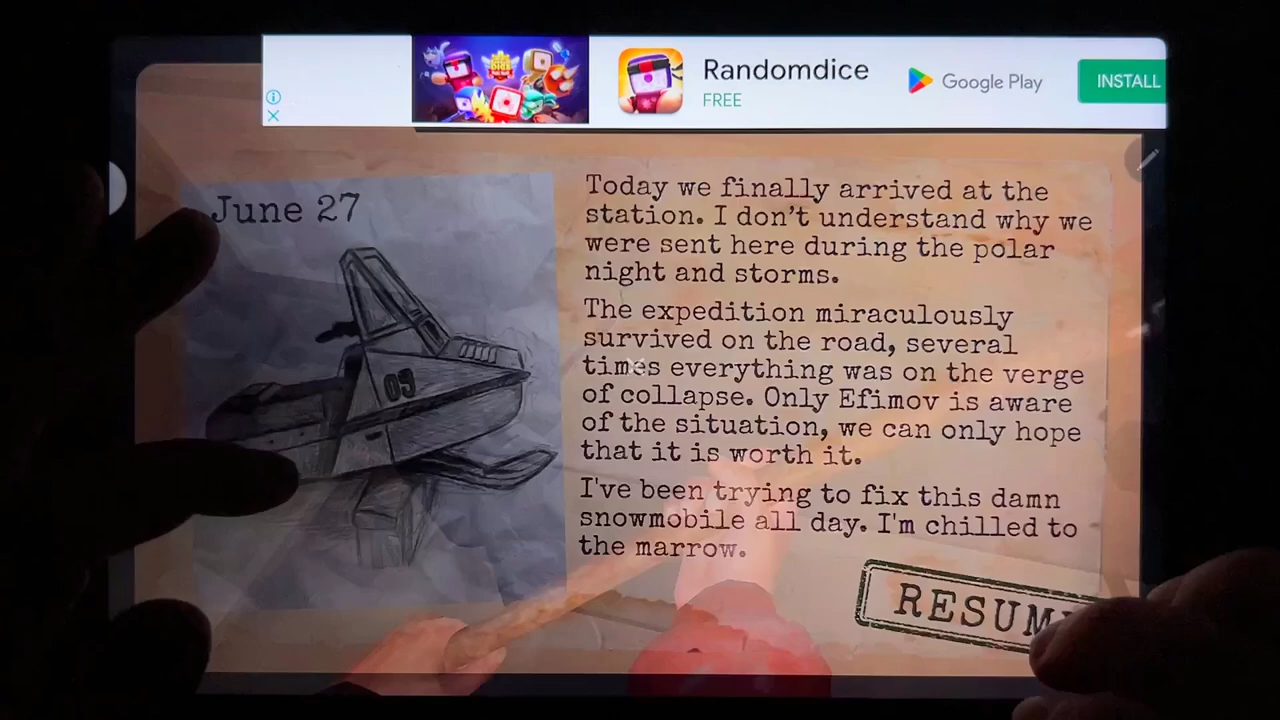 Randomdice
FREE
Google Play
INSTALL
June 27
09
Today we finally arrived at the
station. I don't understand why we
were sent here during the polar
night and storms.
The expedition miraculously
survived on the road, several
times everything was on the verge
of collapse. Only Efimov is aware
of the situation, we can only hope
that it is worth it.
I've been trying to fix this damn
snowmobile all day. I'm chilled to
the marrow.